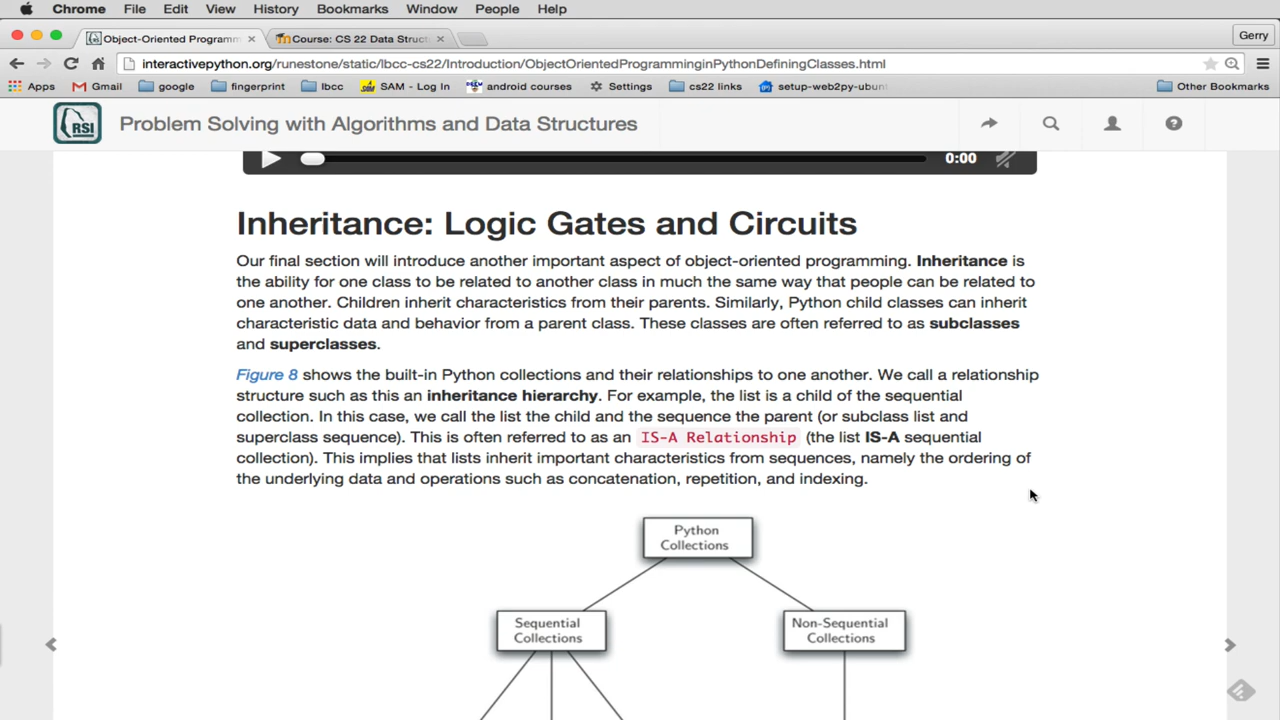 Chrome File Edit View History Bookmarks Window People Help
Object-Oriented Programm
Course: CS 22 Data Struct
Gerry
interactivepython.org/runestone/static/lbcc-cs22/Introduction/ObjectOrientedProgramminginPythonDefiningClasses.html
Apps Gmail google fingerprint lbcc SAM - Log In android courses Settings cs22 links setup-web2py-ubun Other Bookmarks
RSI
Problem Solving with Algorithms and Data Structures
0:00
Inheritance: Logic Gates and Circuits
Our final section will introduce another important aspect of object-oriented programming. Inheritance is
the ability for one class to be related to another class in much the same way that people can be related to
one another. Children inherit characteristics from their parents. Similarly, Python child classes can inherit
characteristic data and behavior from a parent class. These classes are often referred to as subclasses
and superclasses.
Figure 8 shows the built-in Python collections and their relationships to one another. We call a relationship
structure such as this an inheritance hierarchy. For example, the list is a child of the sequential
collection. In this case, we call the list the child and the sequence the parent (or subclass list and
superclass sequence). This is often referred to as an IS-A Relationship (the list IS-A sequential
collection). This implies that lists inherit important characteristics from sequences, namely the ordering of
the underlying data and operations such as concatenation, repetition, and indexing.
Python
Collections
Sequential
Collections
Non-Sequential
Collections